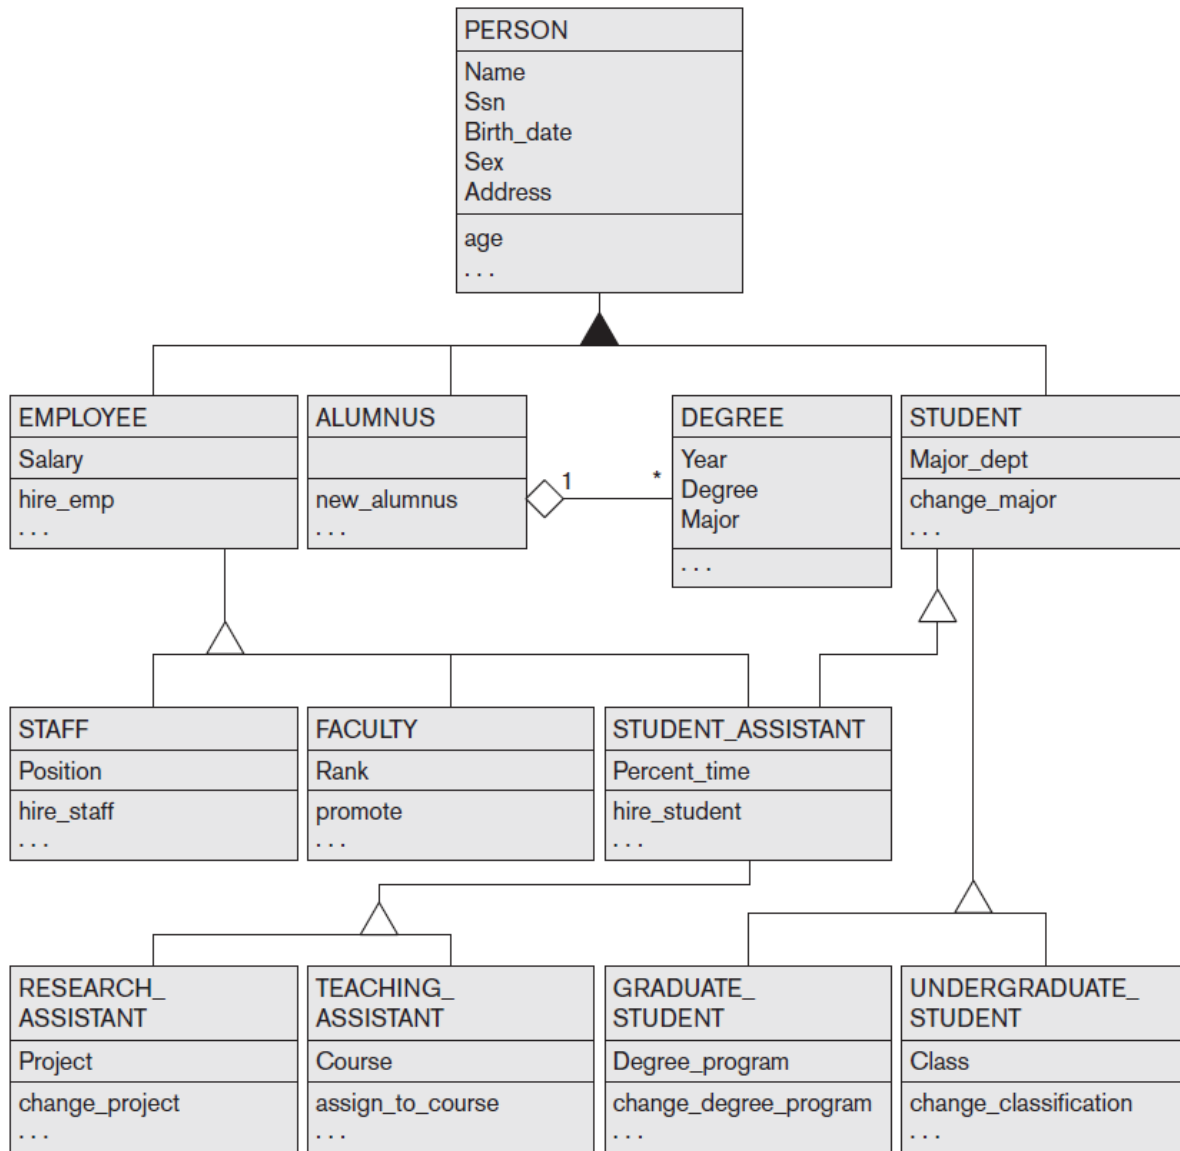 PERSON
Name
Ssn
Birth_date
Sex
Address
age
. . .
EMPLOYEE
Salary
hire_emp
. . .
ALUMNUS
new_alumnus
. . .
1
*
DEGREE
Year
Degree
Major
. . .
STUDENT
Major_dept
change_major
. . .
STAFF
Position
hire_staff
. . .
FACULTY
Rank
promote
. . .
STUDENT_ASSISTANT
Percent_time
hire_student
. . .
RESEARCH_
ASSISTANT
Project
change_project
. . .
TEACHING_
ASSISTANT
Course
assign_to_course
. . .
GRADUATE_
STUDENT
Degree_program
change_degree_program
. . .
UNDERGRADUATE_
STUDENT
Class
change_classification
. . .